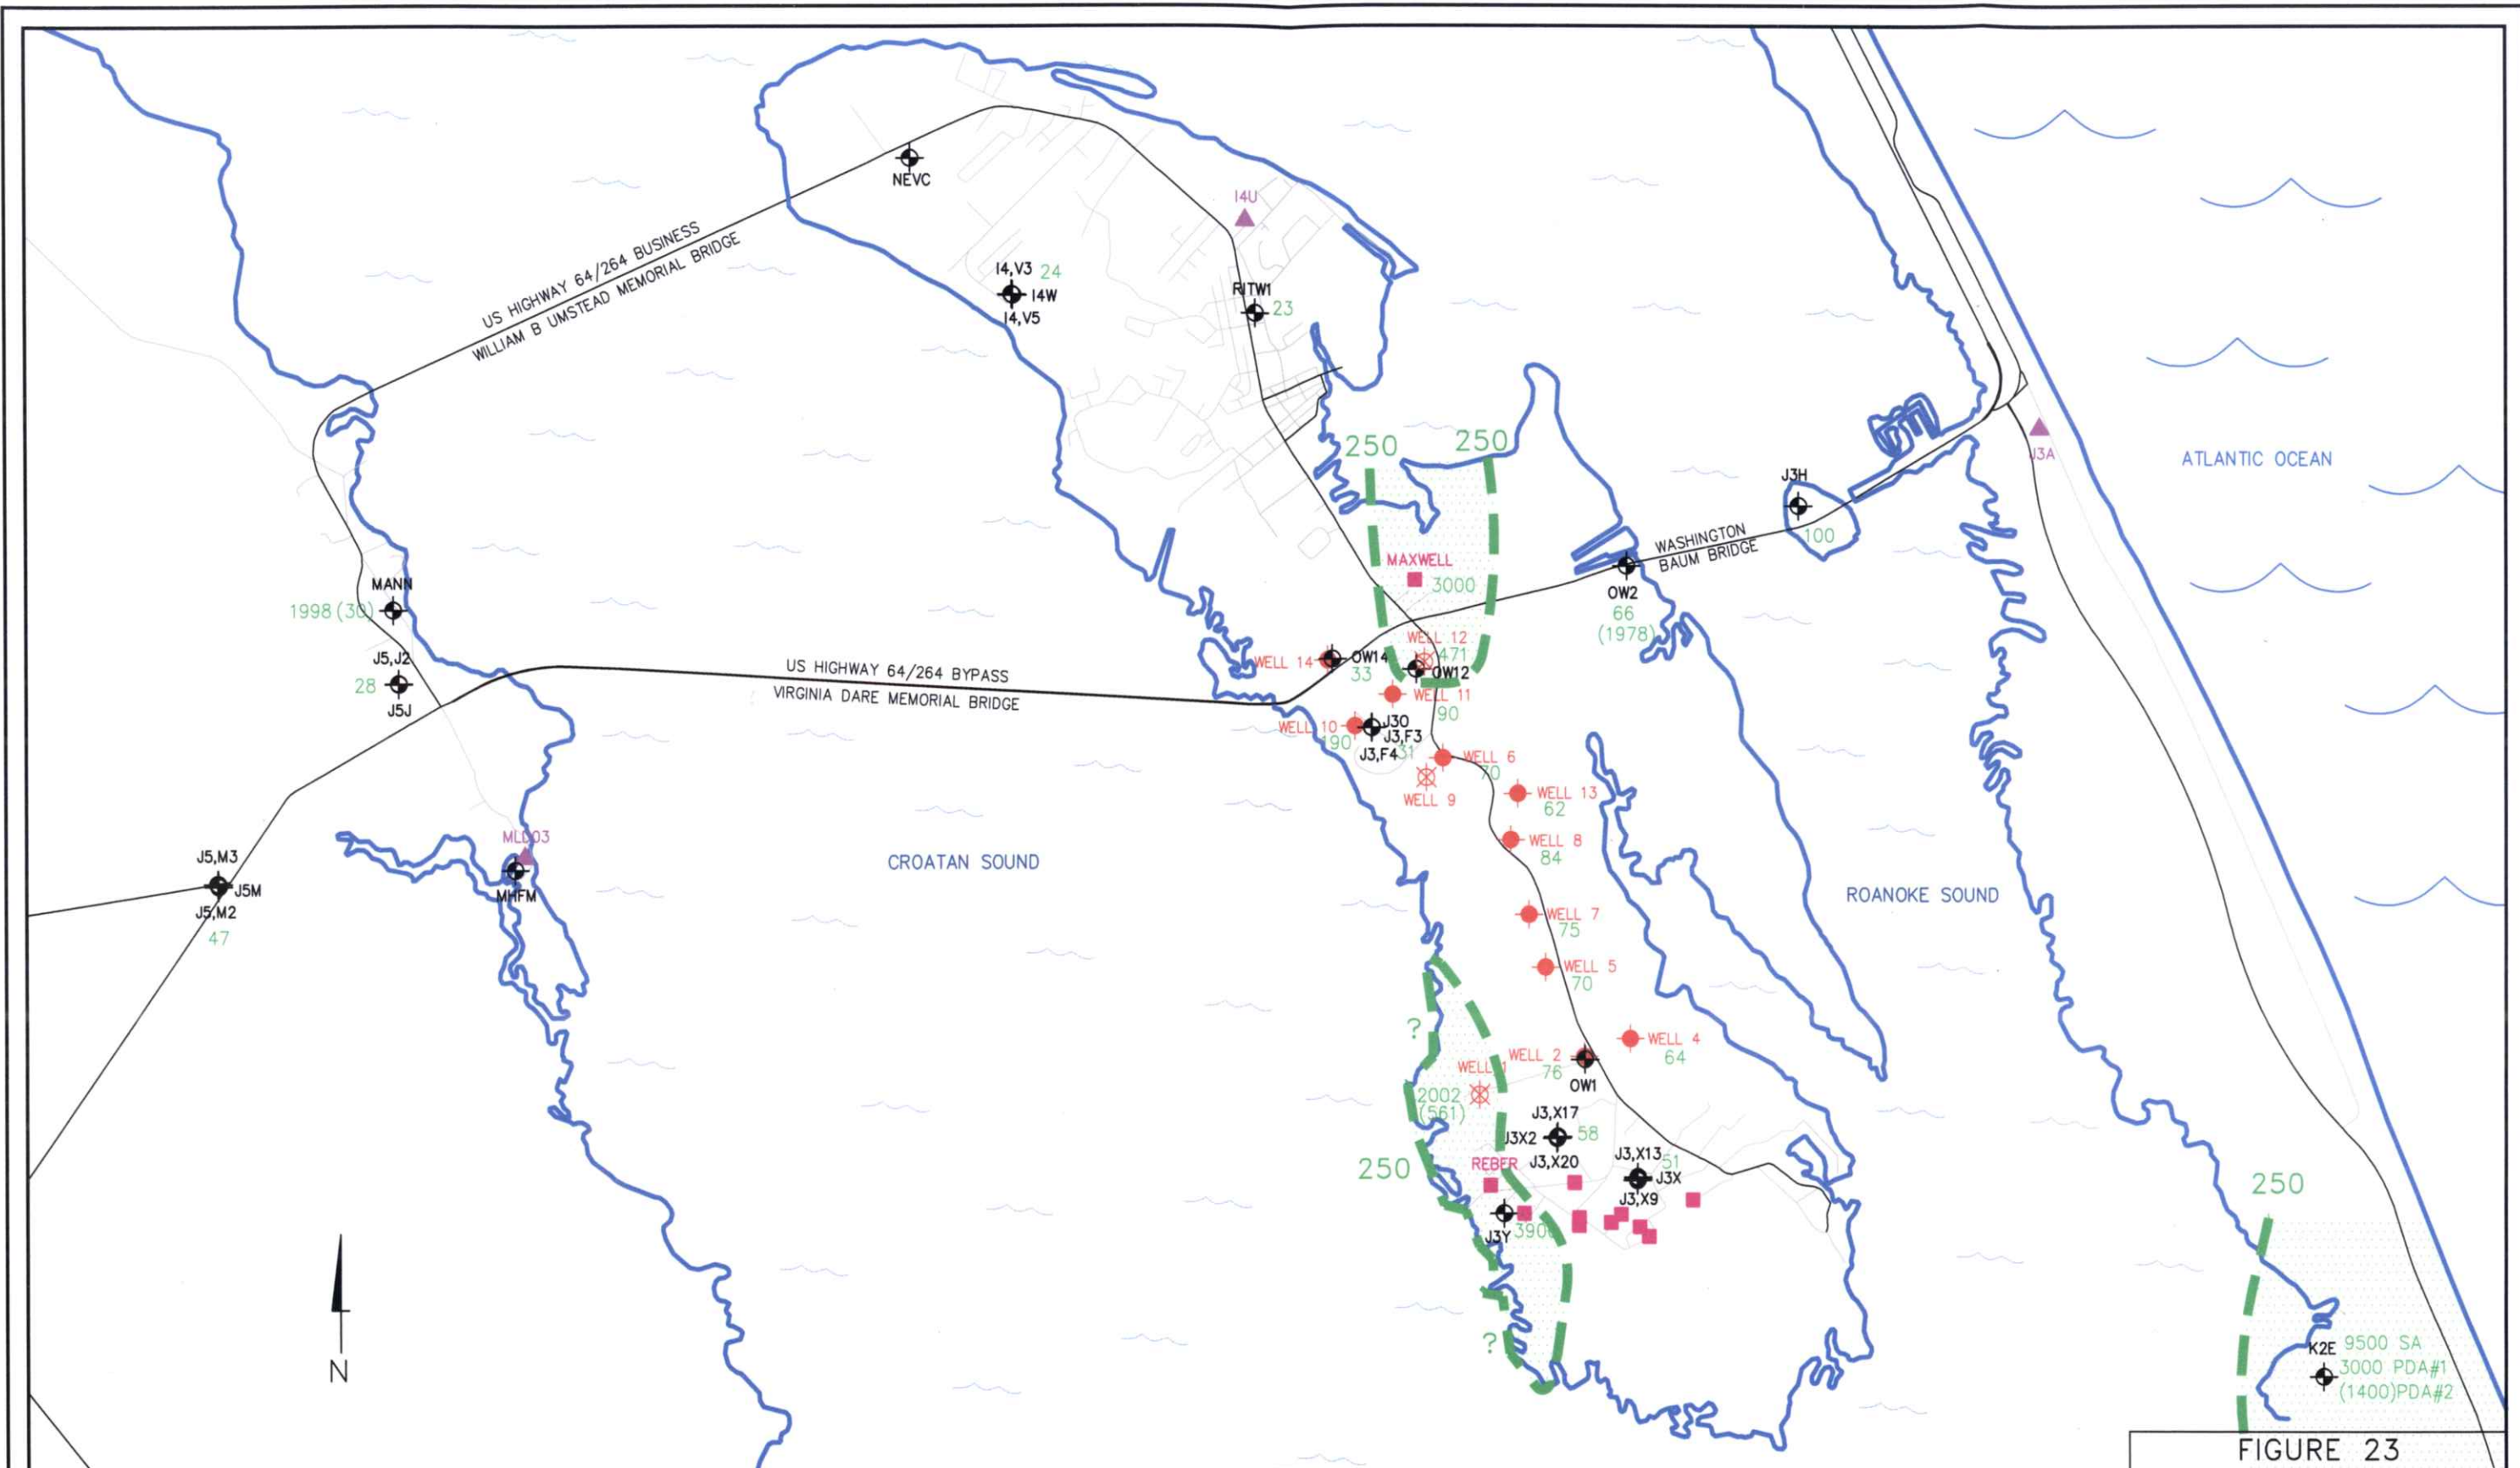 NEVC
I4U
I4,V3 24
I4W
I4,V5
RITW1
23
US HIGHWAY 64/264 BUSINESS
WILLIAM B UMSTEAD MEMORIAL BRIDGE
250
250
J3A
ATLANTIC OCEAN
J3H
100
WASHINGTON
BAUM BRIDGE
MAXWELL
3000
MANN
1998 (30)
OW2
66
(1978)
WELL 12
471
OW12
WELL 14
OW14
33
J5,J2
28
J5J
US HIGHWAY 64/264 BYPASS
VIRGINIA DARE MEMORIAL BRIDGE
WELL 11
90
WELL 10
190
J3O
J3,F3
J3,F4 31
WELL 6
70
WELL 9
WELL 13
62
WELL 8
84
MLD03
MHFM
J5,M3
J5M
J5,M2
47
CROATAN SOUND
ROANOKE SOUND
WELL 7
75
WELL 5
70
?
WELL 4
64
WELL 2
76
OW1
WELL 1
2002
(561)
J3,X17
J3X2 58
J3,X20
250
REBER
J3,X13 51
J3X
J3,X9
J3Y
250
?
N
K2E 9500 SA
3000 PDA#1
(1400)PDA#2
FIGURE 23